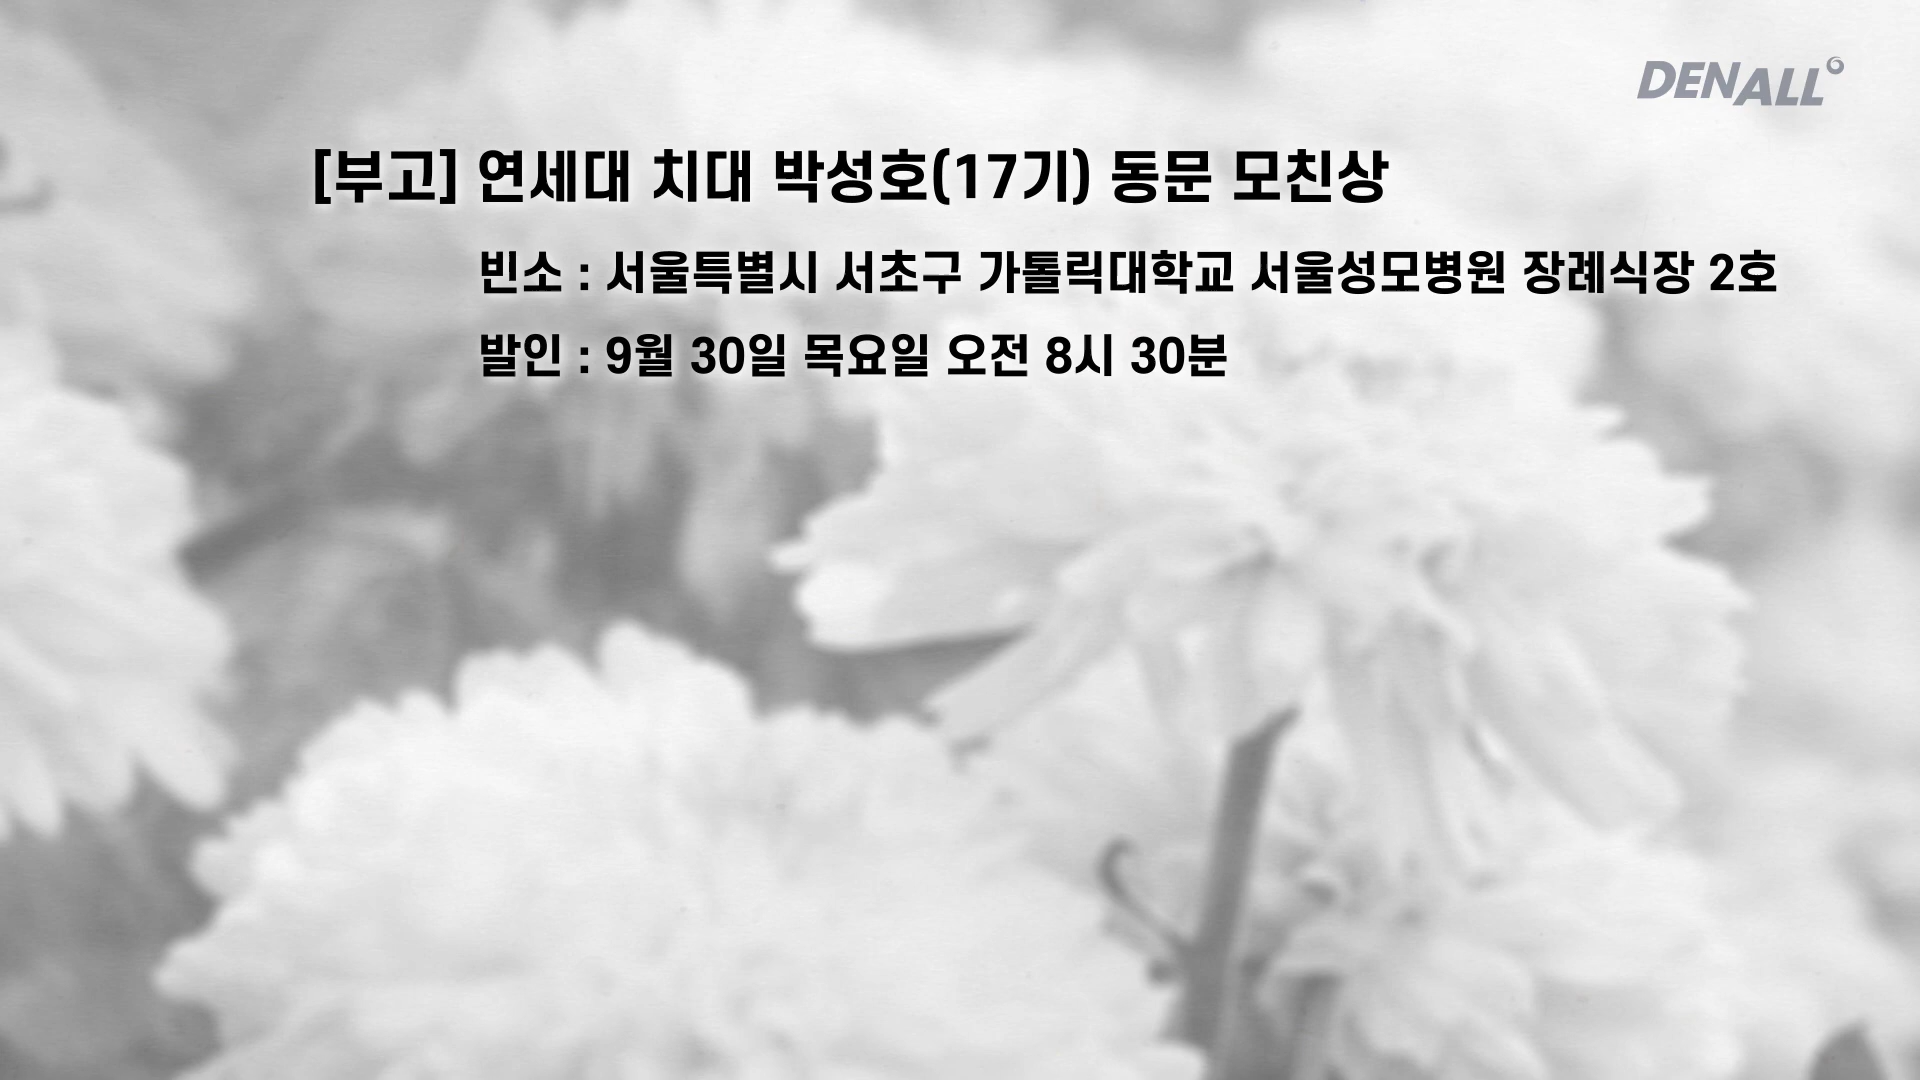 DENALL
[부고] 연세대 치대 박성호(17기) 동문 모친상
빈소 : 서울특별시 서초구 가톨릭대학교 서울성모병원 장례식장 2호
발인 : 9월 30일 목요일 오전 8시 30분